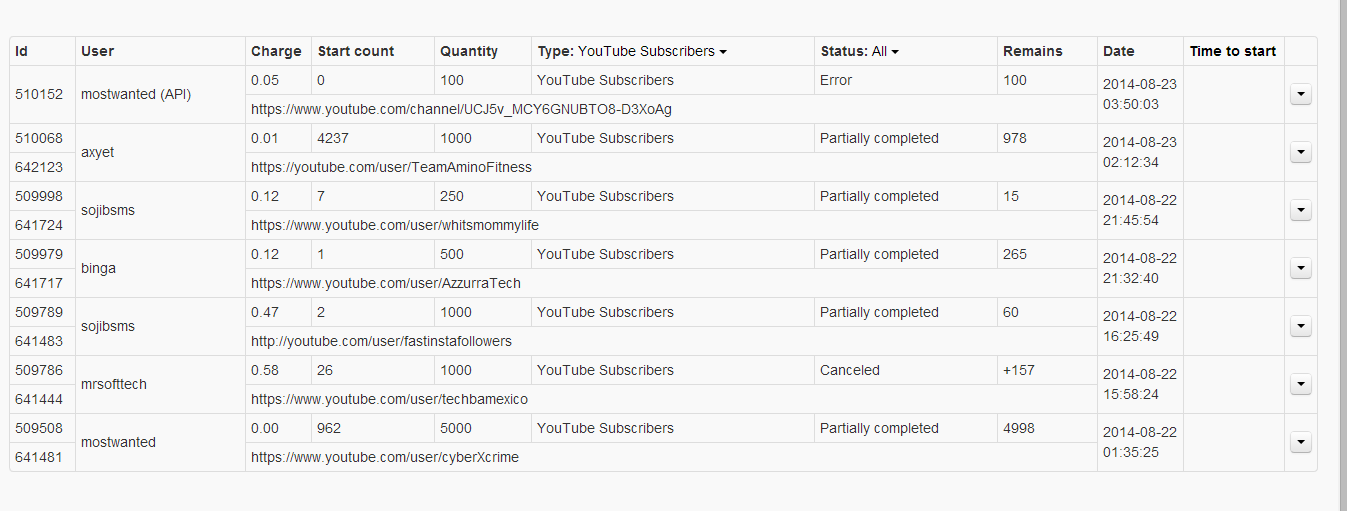 Id User Charge Start count Quantity Type: YouTube Subscribers Status: All Remains Date Time to start
510152 mostwanted (API) 0.05 0 100 YouTube Subscribers Error 100 2014-08-23 03:50:03
https://www.youtube.com/channel/UCJ5v_MCY6GNUBTO8-D3XoAg
510068 axyet 0.01 4237 1000 YouTube Subscribers Partially completed 978 2014-08-23 02:12:34
642123 https://youtube.com/user/TeamAminoFitness
509998 sojibsms 0.12 7 250 YouTube Subscribers Partially completed 15 2014-08-22 21:45:54
641724 https://www.youtube.com/user/whitsmommylife
509979 binga 0.12 1 500 YouTube Subscribers Partially completed 265 2014-08-22 21:32:40
641717 https://www.youtube.com/user/AzzurraTech
509789 sojibsms 0.47 2 1000 YouTube Subscribers Partially completed 60 2014-08-22 16:25:49
641483 http://youtube.com/user/fastinstafollowers
509786 mrsofttech 0.58 26 1000 YouTube Subscribers Canceled +157 2014-08-22 15:58:24
641444 https://www.youtube.com/user/techbamexico
509508 mostwanted 0.00 962 5000 YouTube Subscribers Partially completed 4998 2014-08-22 01:35:25
641481 https://www.youtube.com/user/cyberXcrime